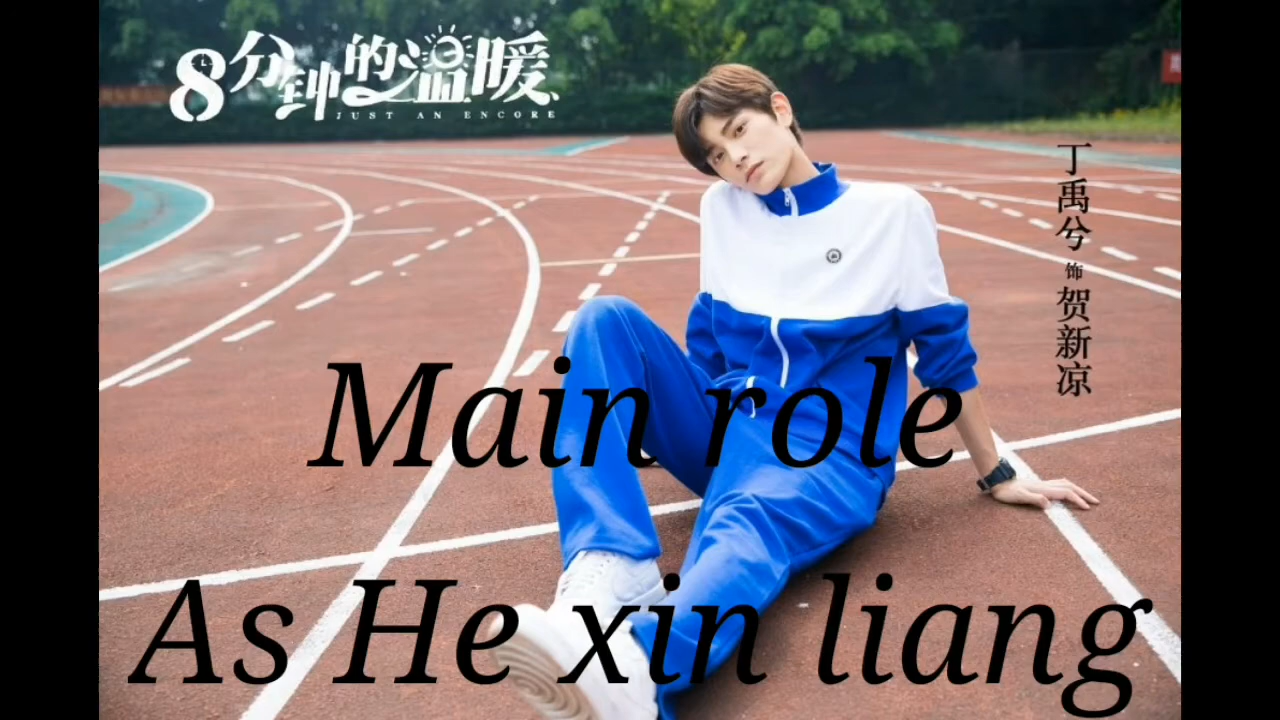 8分钟的温暖
JUST AN ENCORE
丁禹兮
饰
贺新凉
Main role
As He xin liang